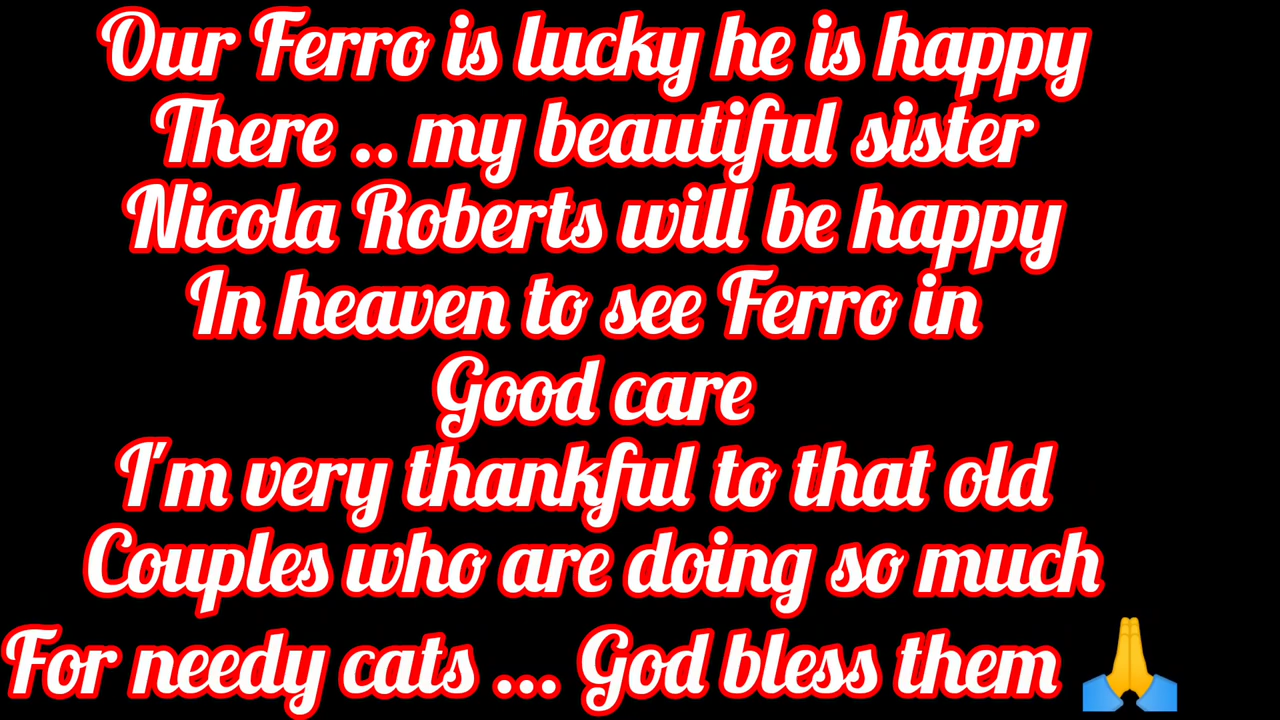 Our Ferro is lucky he is happy
There .. my beautiful sister
Nicola Roberts will be happy
In heaven to see Ferro in
Good care
I'm very thankful to that old
Couples who are doing so much
For needy cats ... God bless them 🙏